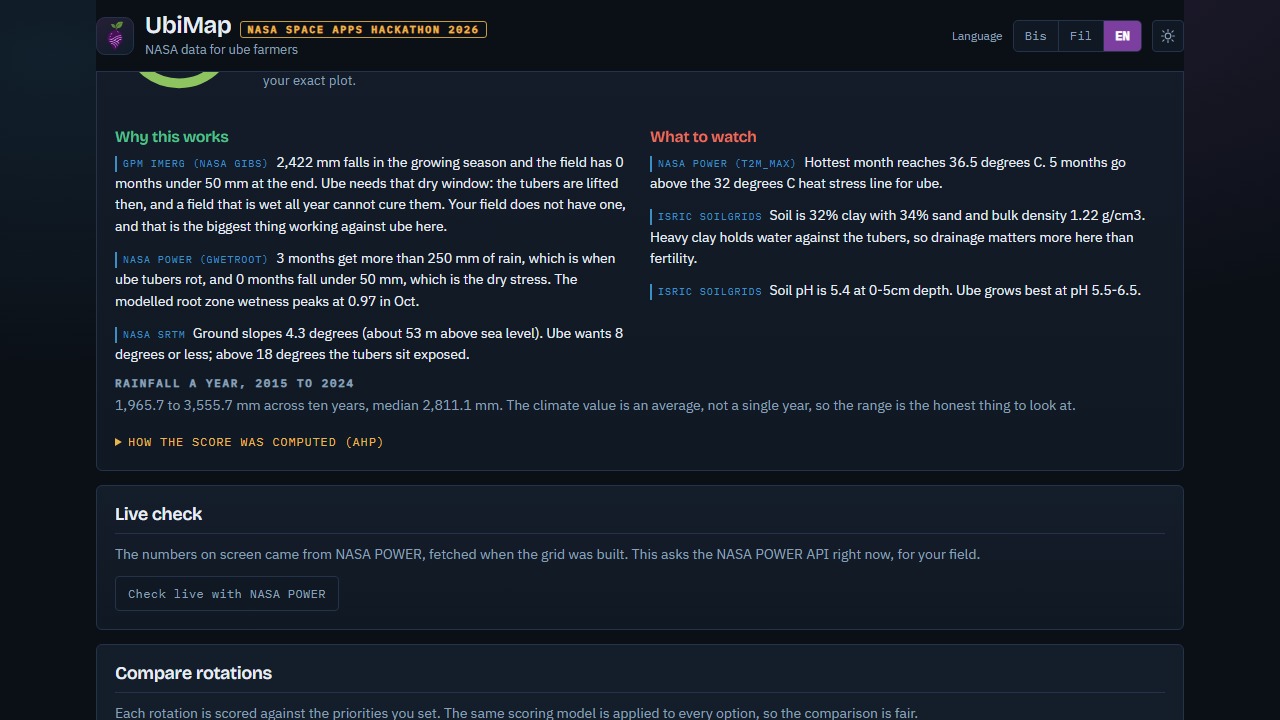 UbiMap NASA SPACE APPS HACKATHON 2026
NASA data for ube farmers
Language Bis Fil EN
your exact plot.
Why this works
GPM IMERG (NASA GIBS) 2,422 mm falls in the growing season and the field has 0
months under 50 mm at the end. Ube needs that dry window: the tubers are lifted
then, and a field that is wet all year cannot cure them. Your field does not have one,
and that is the biggest thing working against ube here.
NASA POWER (GWETROOT) 3 months get more than 250 mm of rain, which is when
ube tubers rot, and 0 months fall under 50 mm, which is the dry stress. The
modelled root zone wetness peaks at 0.97 in Oct.
NASA SRTM Ground slopes 4.3 degrees (about 53 m above sea level). Ube wants 8
degrees or less; above 18 degrees the tubers sit exposed.
What to watch
NASA POWER (T2M_MAX) Hottest month reaches 36.5 degrees C. 5 months go
above the 32 degrees C heat stress line for ube.
ISRIC SOILGRIDS Soil is 32% clay with 34% sand and bulk density 1.22 g/cm3.
Heavy clay holds water against the tubers, so drainage matters more here than
fertility.
ISRIC SOILGRIDS Soil pH is 5.4 at 0-5cm depth. Ube grows best at pH 5.5-6.5.
RAINFALL A YEAR, 2015 TO 2024
1,965.7 to 3,555.7 mm across ten years, median 2,811.1 mm. The climate value is an average, not a single year, so the range is the honest thing to look at.
HOW THE SCORE WAS COMPUTED (AHP)
Live check
The numbers on screen came from NASA POWER, fetched when the grid was built. This asks the NASA POWER API right now, for your field.
Check live with NASA POWER
Compare rotations
Each rotation is scored against the priorities you set. The same scoring model is applied to every option, so the comparison is fair.